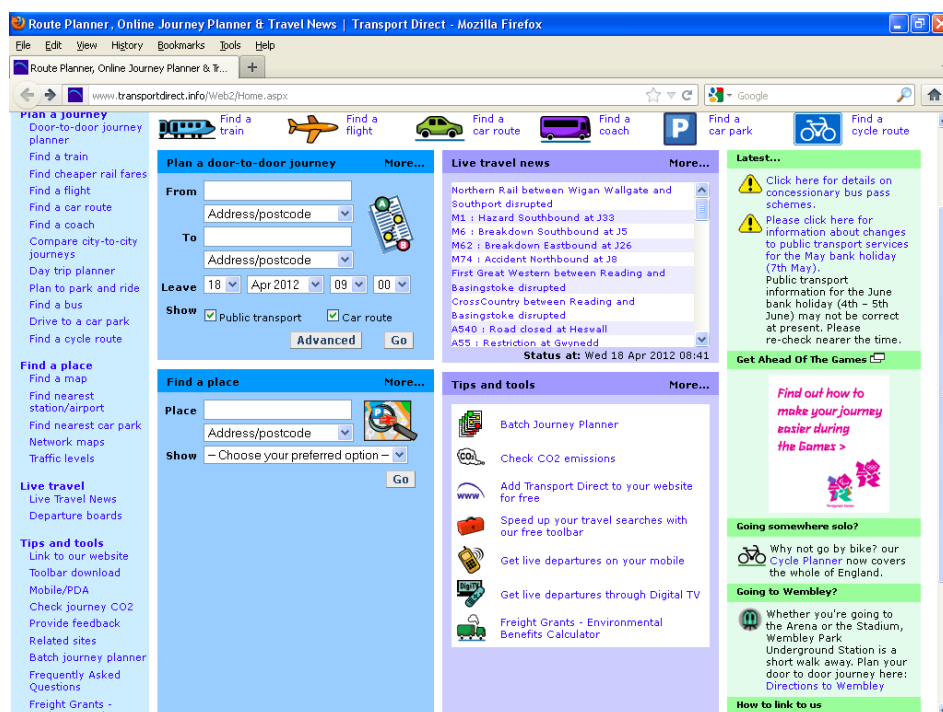 Route Planner, Online Journey Planner & Travel News | Transport Direct - Mozilla Firefox
File Edit View History Bookmarks Tools Help
Route Planner, Online Journey Planner & Tr...
www.transportdirect.info/Web2/Home.aspx
Google
Plan a journey
Door-to-door journey
planner
Find a train
Find cheaper rail fares
Find a flight
Find a car route
Find a coach
Compare city-to-city
journeys
Day trip planner
Plan to park and ride
Find a bus
Drive to a car park
Find a cycle route
Find a place
Find a map
Find nearest
station/airport
Find nearest car park
Network maps
Traffic levels
Live travel
Live Travel News
Departure boards
Tips and tools
Link to our website
Toolbar download
Mobile/PDA
Check journey CO2
Provide feedback
Related sites
Batch journey planner
Frequently Asked
Questions
Freight Grants -
Find a
train
Find a
flight
Find a
car route
Find a
coach
P
Find a
car park
Find a
cycle route
Plan a door-to-door journey More...
From
Address/postcode
To
Address/postcode
Leave 18 Apr 2012 09 00
Show Public transport Car route
Advanced Go
A
B
Find a place More...
Place
Address/postcode
Show – Choose your preferred option –
Go
Live travel news More...
Northern Rail between Wigan Wallgate and
Southport disrupted
M1 : Hazard Southbound at J33
M6 : Breakdown Southbound at J5
M62 : Breakdown Eastbound at J26
M74 : Accident Northbound at J8
First Great Western between Reading and
Basingstoke disrupted
CrossCountry between Reading and
Basingstoke disrupted
A540 : Road closed at Hesvall
A55 : Restriction at Gwynedd
Status at: Wed 18 Apr 2012 08:41
Tips and tools More...
Batch Journey Planner
CO2
Check CO2 emissions
www
Add Transport Direct to your website
for free
Speed up your travel searches with
our free toolbar
Get live departures on your mobile
DigiTV
Get live departures through Digital TV
Freight Grants - Environmental
Benefits Calculator
Latest...
Click here for details on
concessionary bus pass
schemes.
Please click here for
information about changes
to public transport services
for the May bank holiday
(7th May).
Public transport
information for the June
bank holiday (4th – 5th
June) may not be correct
at present. Please
re-check nearer the time.
Get Ahead Of The Games
Find out how to
make your journey
easier during
the Games >
Going somewhere solo?
Why not go by bike? our
Cycle Planner now covers
the whole of England.
Going to Wembley?
Whether you're going to
the Arena or the Stadium,
Wembley Park
Underground Station is a
short walk away. Plan your
door to door journey here:
Directions to Wembley
How to link to us